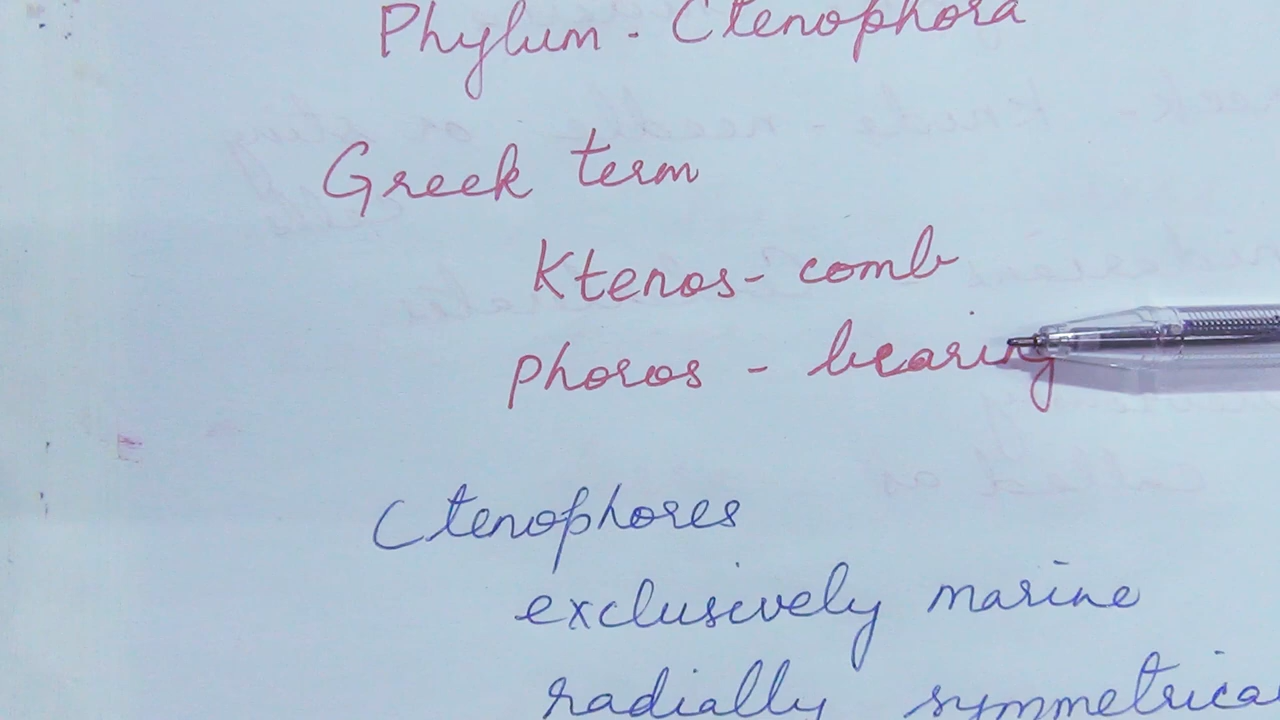 Phylum - Ctenophora
Greek term
Ktenos - comb
phoros - bearing
Ctenophores
exclusively marine
radially symmetrical